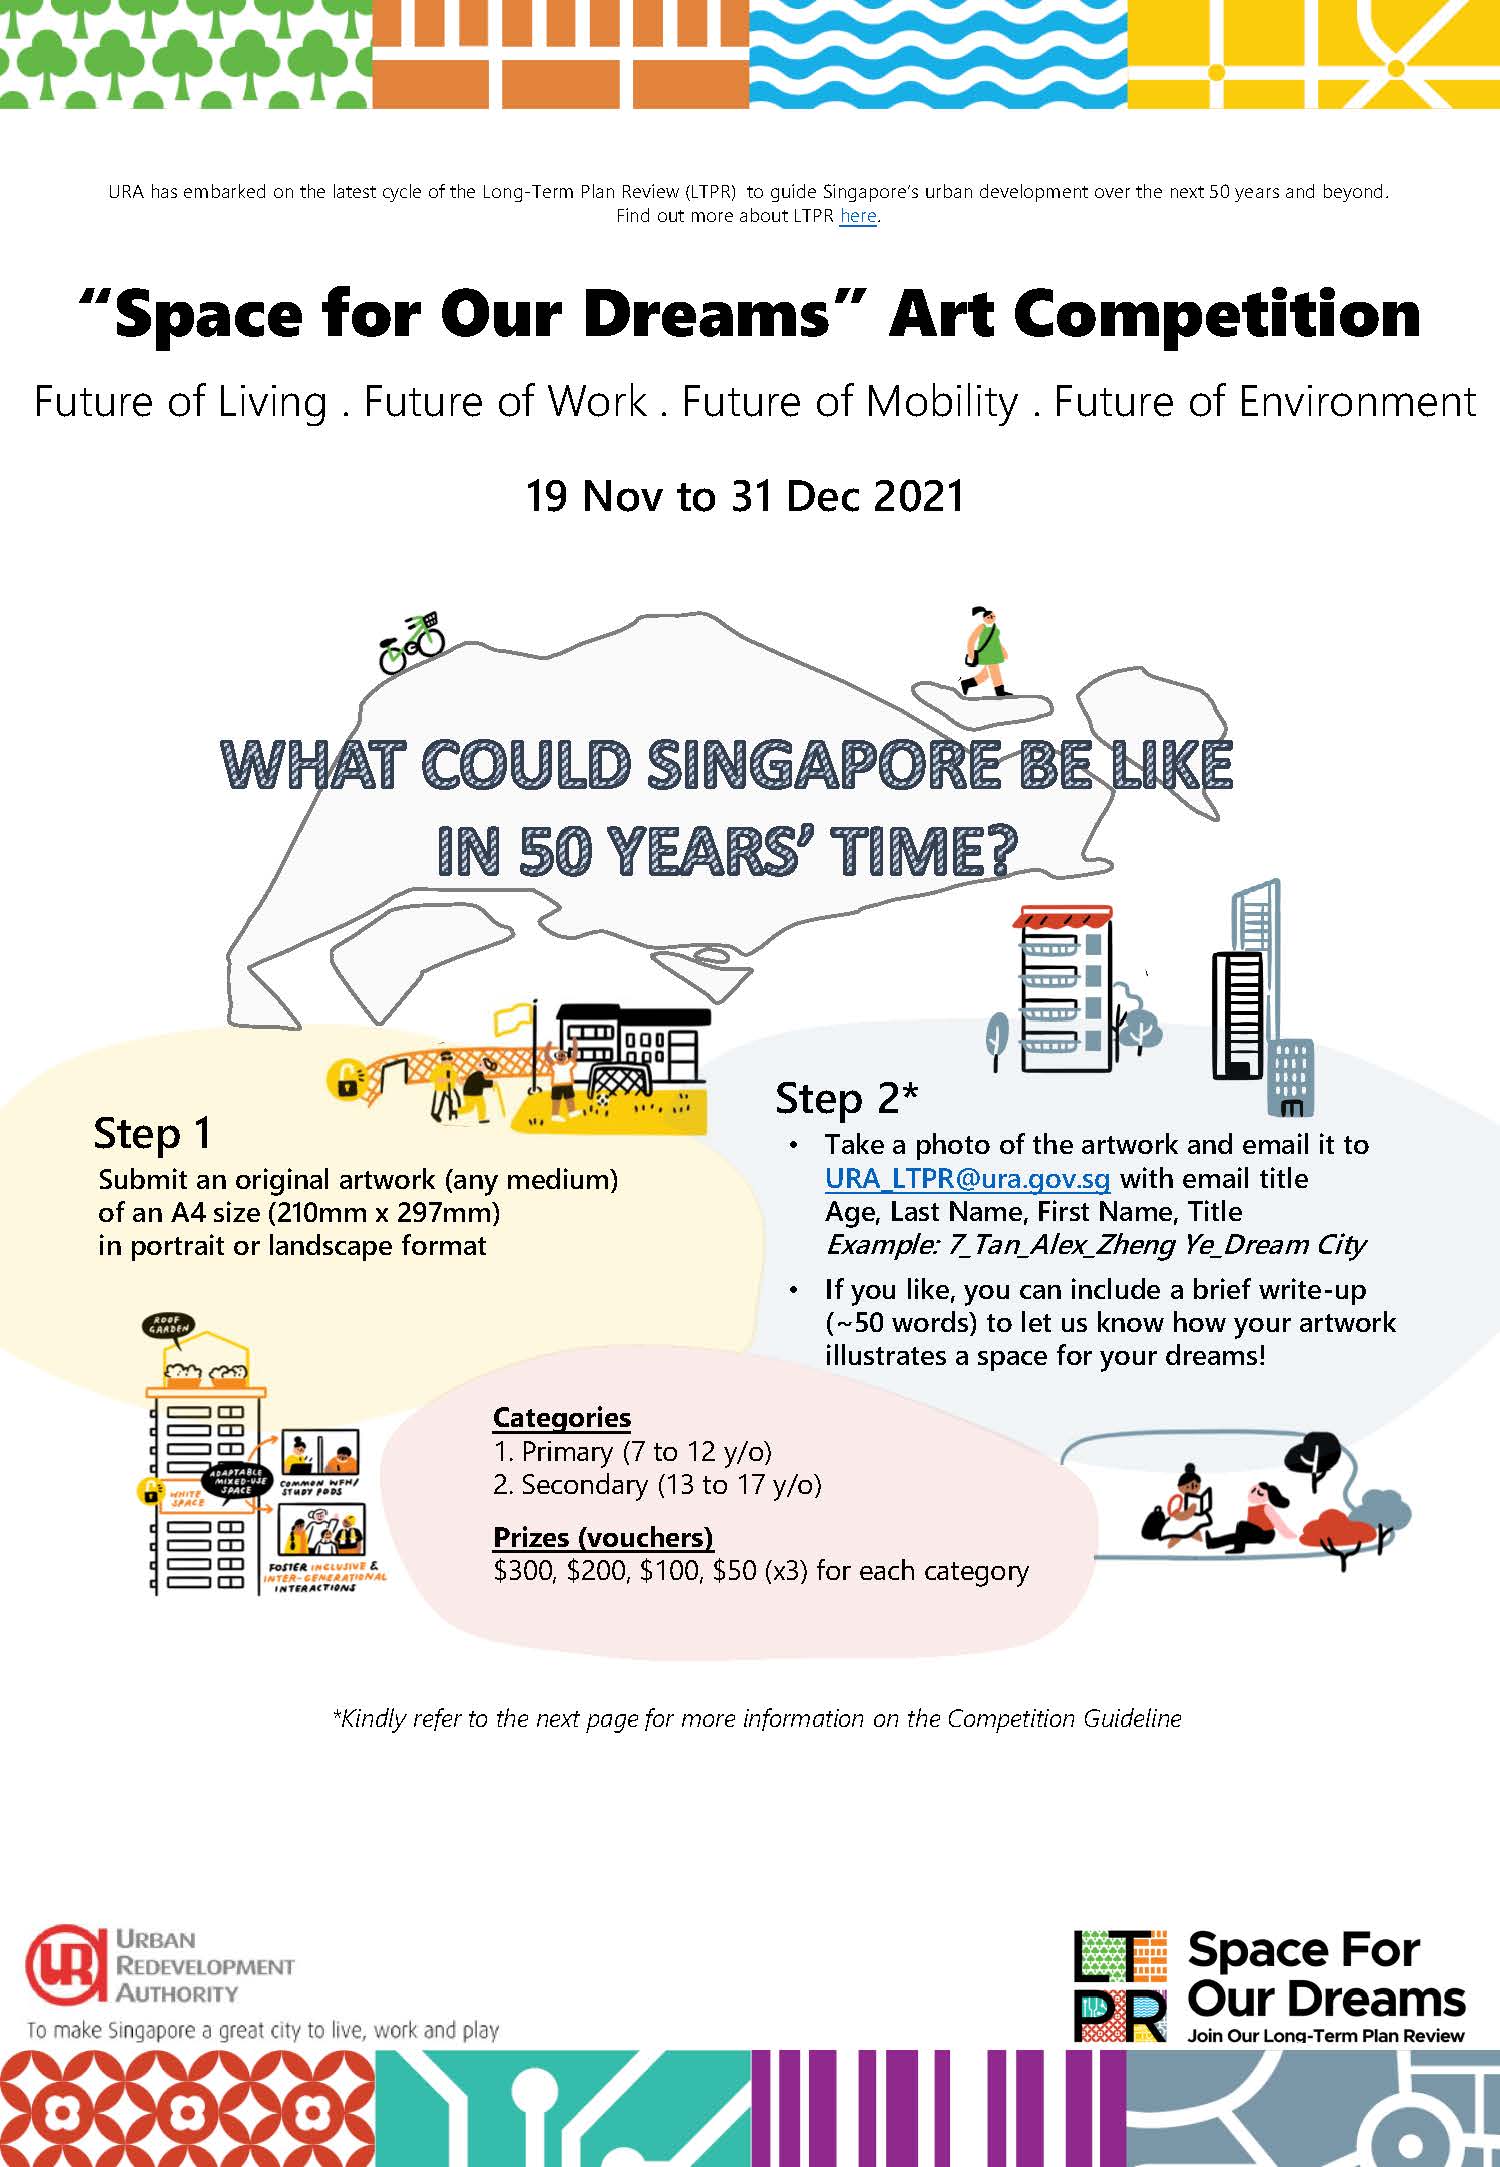 URA has embarked on the latest cycle of the Long-Term Plan Review (LTPR) to guide Singapore's urban development over the next 50 years and beyond.
Find out more about LTPR here.
“Space for Our Dreams” Art Competition
Future of Living . Future of Work . Future of Mobility . Future of Environment
19 Nov to 31 Dec 2021
WHAT COULD SINGAPORE BE LIKE
IN 50 YEARS’ TIME?
Step 1
Submit an original artwork (any medium)
of an A4 size (210mm x 297mm)
in portrait or landscape format
Step 2*
• Take a photo of the artwork and email it to
URA_LTPR@ura.gov.sg with email title
Age, Last Name, First Name, Title
Example: 7_Tan_Alex_Zheng Ye_Dream City
• If you like, you can include a brief write-up
(~50 words) to let us know how your artwork
illustrates a space for your dreams!
ROOF
GARDEN
ADAPTABLE
MIXED-USE
SPACE
WHITE
SPACE
COMMON WFH/
STUDY PODS
FOSTER INCLUSIVE &
INTER-GENERATIONAL
INTERACTIONS
Categories
1. Primary (7 to 12 y/o)
2. Secondary (13 to 17 y/o)
Prizes (vouchers)
$300, $200, $100, $50 (x3) for each category
*Kindly refer to the next page for more information on the Competition Guideline
URBAN
REDEVELOPMENT
AUTHORITY
To make Singapore a great city to live, work and play
LT
PR
Space For
Our Dreams
Join Our Long-Term Plan Review